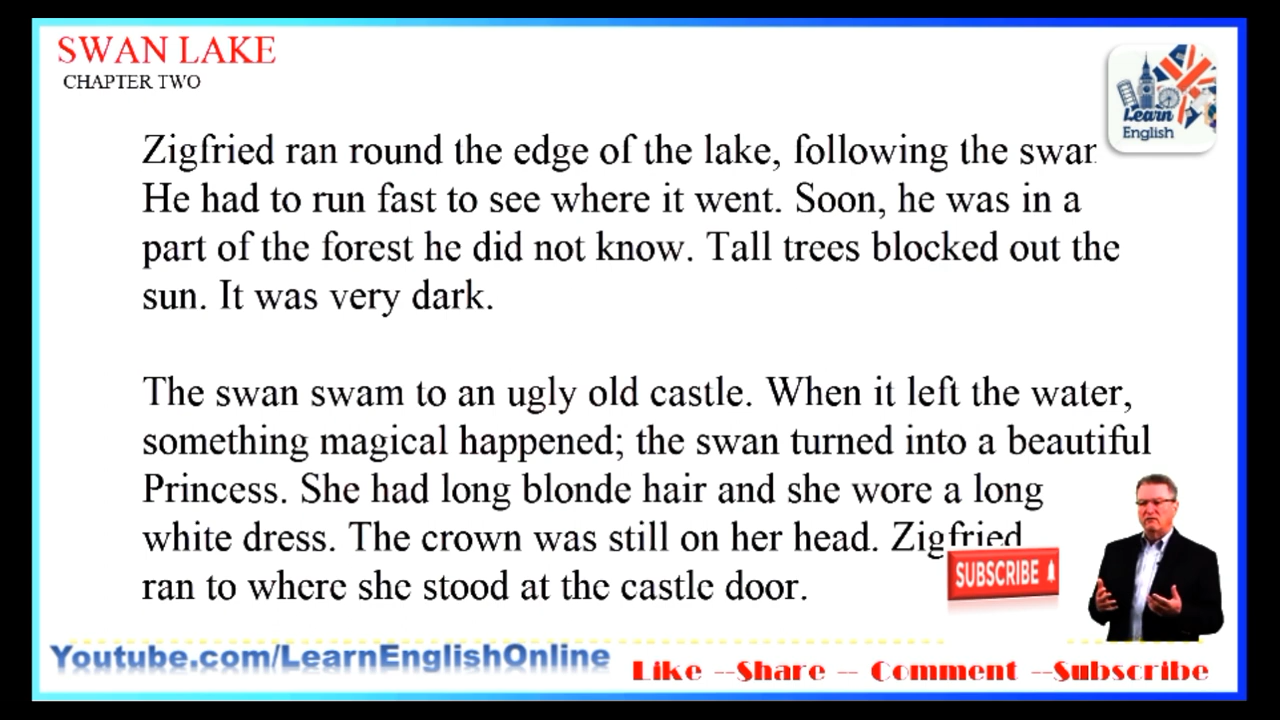 SWAN LAKE
CHAPTER TWO
Learn
English
Zigfried ran round the edge of the lake, following the swan
He had to run fast to see where it went. Soon, he was in a
part of the forest he did not know. Tall trees blocked out the
sun. It was very dark.
The swan swam to an ugly old castle. When it left the water,
something magical happened; the swan turned into a beautiful
Princess. She had long blonde hair and she wore a long
white dress. The crown was still on her head. Zigfried
ran to where she stood at the castle door.
SUBSCRIBE
Youtube.com/LearnEnglishOnline
Like --Share -- Comment --Subscribe